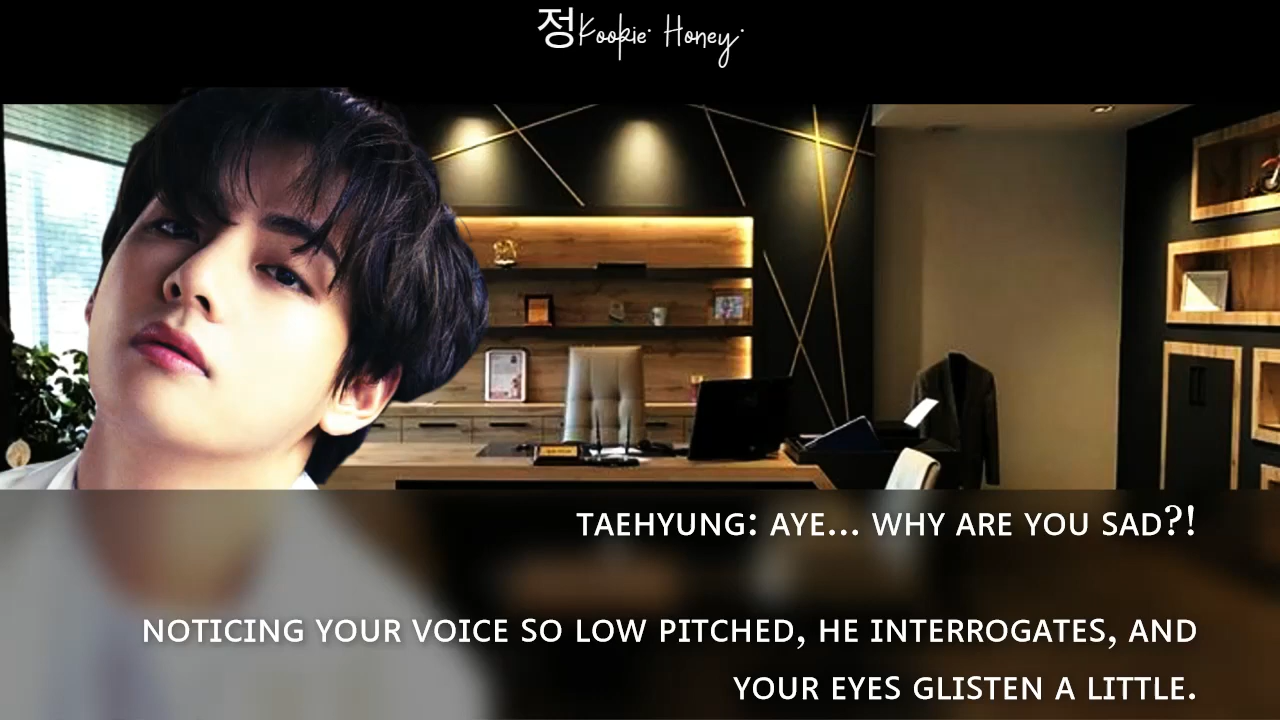 정Kookie Honey
TAEHYUNG: AYE... WHY ARE YOU SAD?!
NOTICING YOUR VOICE SO LOW PITCHED, HE INTERROGATES, AND
YOUR EYES GLISTEN A LITTLE.